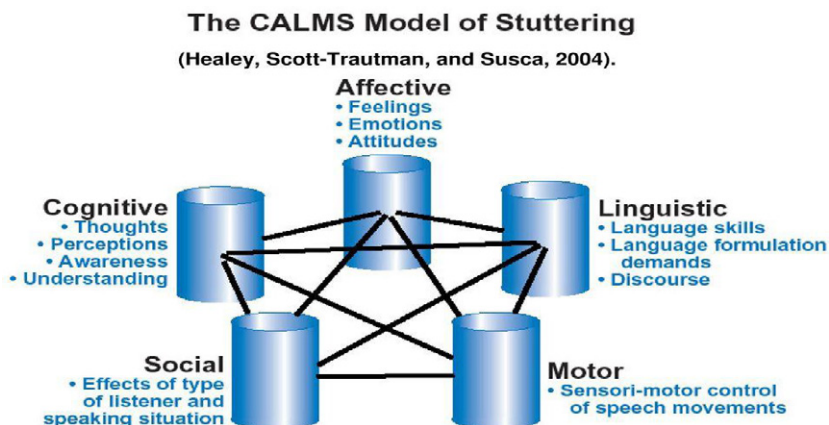 The CALMS Model of Stuttering
(Healey, Scott-Trautman, and Susca, 2004).
Affective
• Feelings
• Emotions
• Attitudes
Cognitive
• Thoughts
• Perceptions
• Awareness
• Understanding
Linguistic
• Language skills
• Language formulation
demands
• Discourse
Social
• Effects of type
of listener and
speaking situation
Motor
• Sensori-motor control
of speech movements